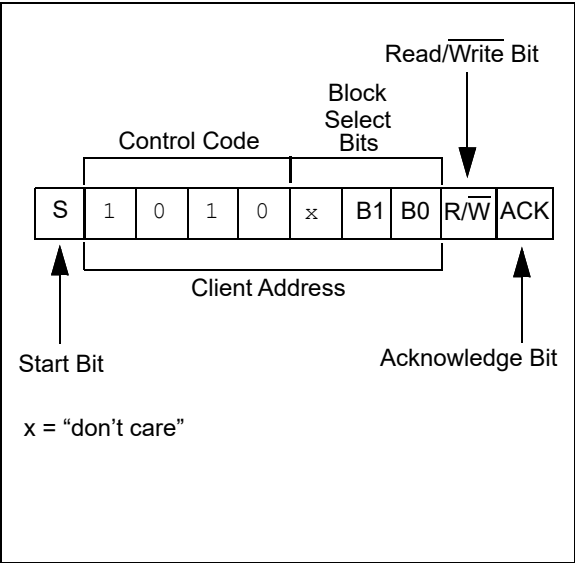 Read/Write Bit
Block
Select
Bits
Control Code
S 1 0 1 0 x B1 B0 R/W ACK
Client Address
Start Bit
Acknowledge Bit
x = “don’t care”